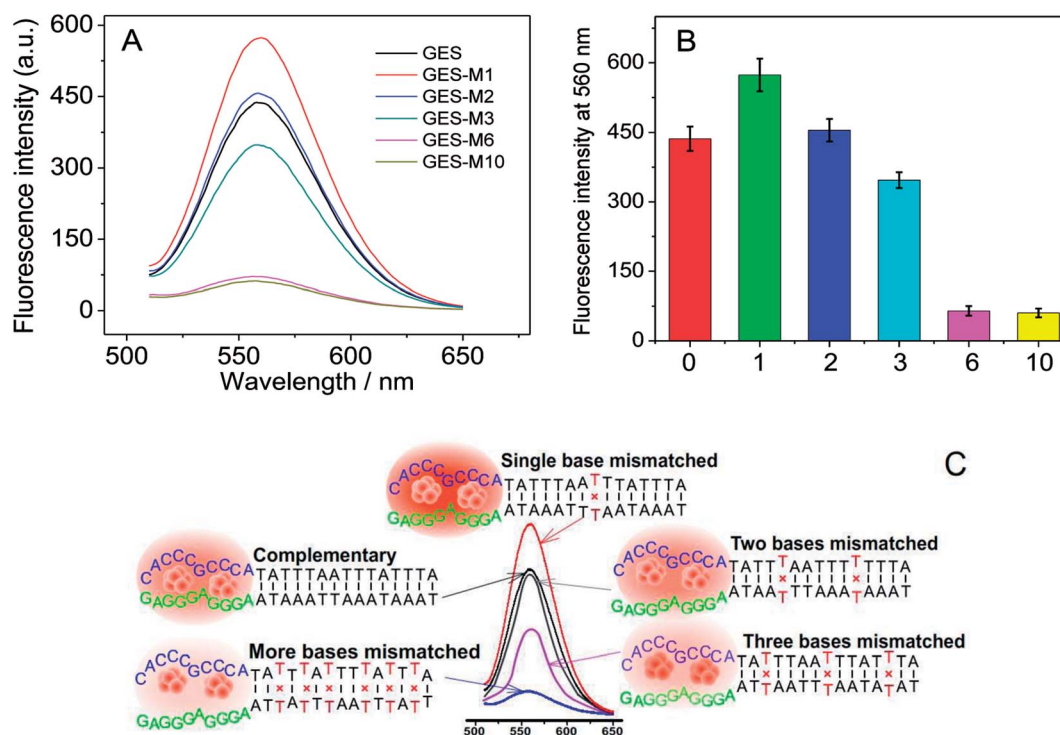 A
Fluorescence intensity (a.u.)
600
450
300
150
0
GES
GES-M1
GES-M2
GES-M3
GES-M6
GES-M10
500 550 600 650
Wavelength / nm
B
Fluorescence intensity at 560 nm
600
450
300
150
0
0 1 2 3 6 10
C
Single base mismatched
CACCCGCCCA TATTTAATTTATTTA
GAGGGAGGGA ATAAATTTAAATAAAT
Complementary
CACCCGCCCA TATTTAATTTATTTA
GAGGGAGGGA ATAAATTAAATAAAT
Two bases mismatched
CACCCGCCCA TATTTAATTTTTTTA
GAGGGAGGGA ATAATTTAAATAAAT
More bases mismatched
CACCCGCCCA TATTTATTTATTTA
GAGGGAGGGA ATTATTAATTTATT
Three bases mismatched
CACCCGCCCA TATTTAATTTATTTA
GAGGGAGGGA ATTAATTTAATATAT
500 550 600 650